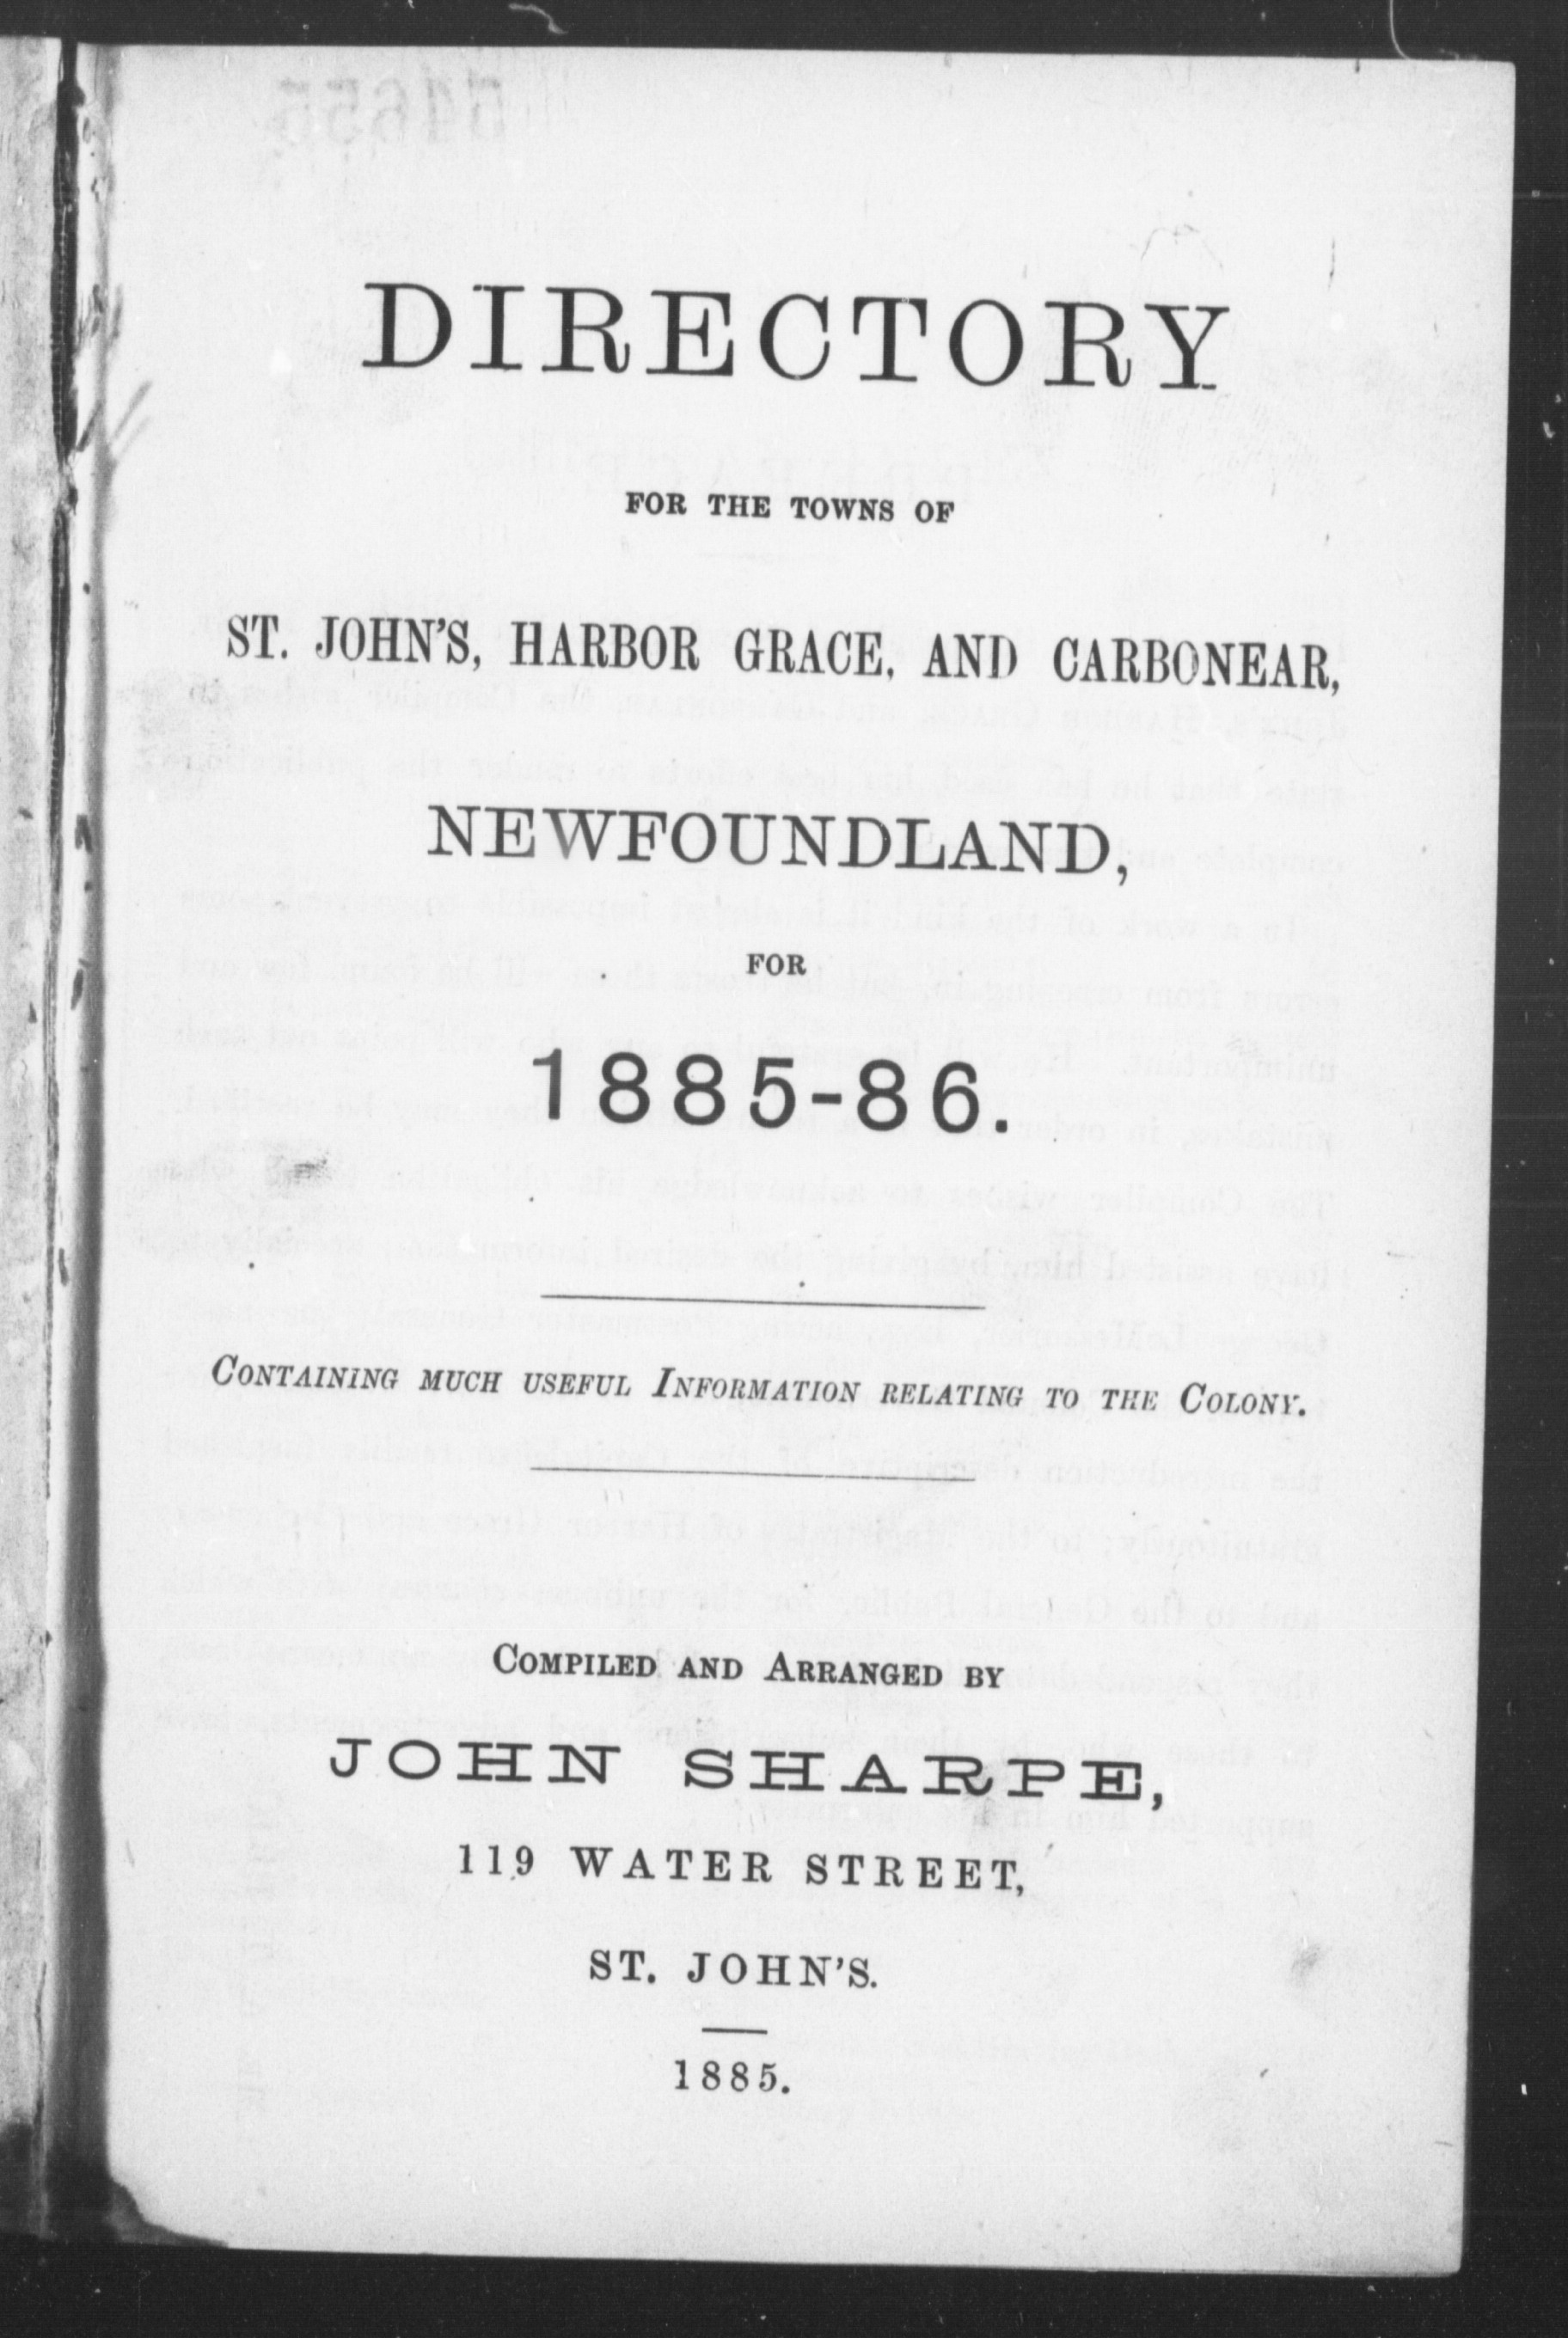 DIRECTORY
FOR THE TOWNS OF
ST. JOHN'S, HARBOR GRACE, AND CARBONEAR,
NEWFOUNDLAND,
FOR
1885-86.
CONTAINING MUCH USEFUL INFORMATION RELATING TO THE COLONY.
COMPILED AND ARRANGED BY
JOHN SHARPE,
119 WATER STREET,
ST. JOHN'S.
1885.